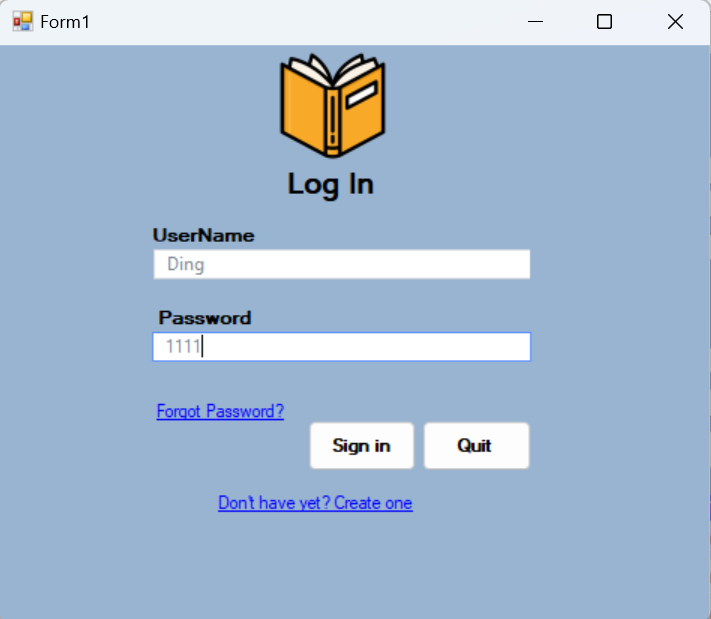 Form1
Log In
UserName
Ding
Password
1111
Forgot Password?
Sign in Quit
Don't have yet? Create one